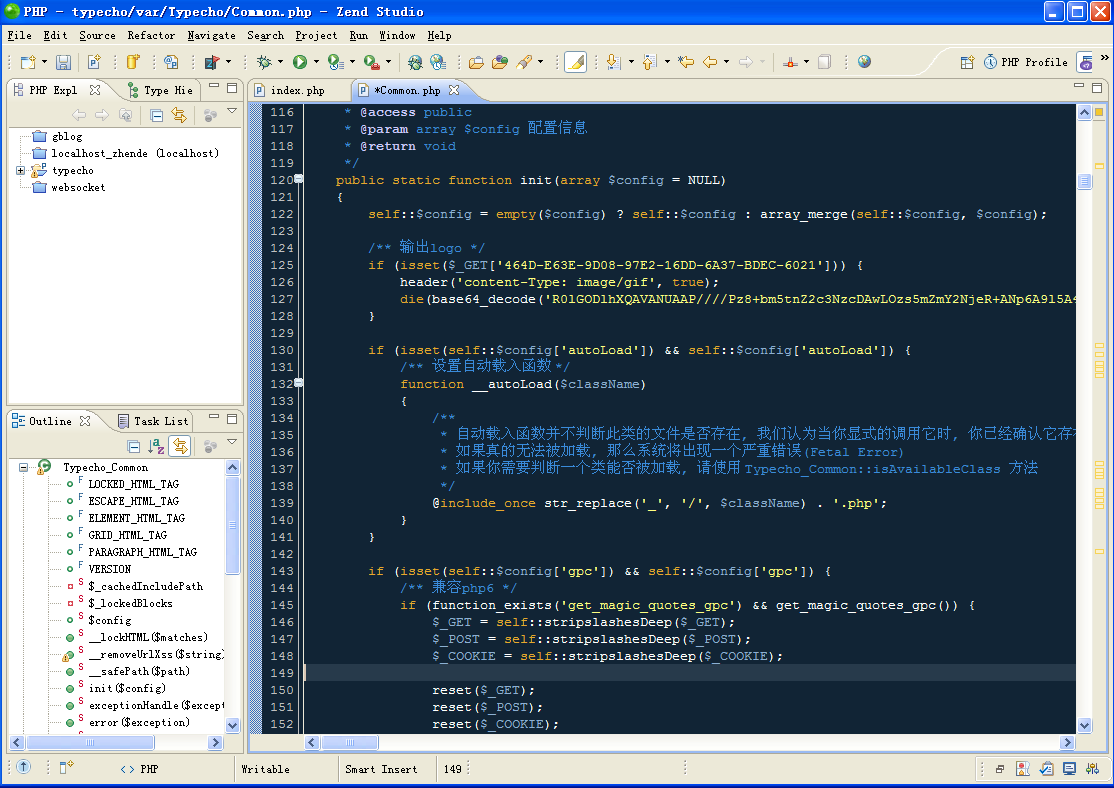 PHP - typecho/var/Typecho/Common.php - Zend Studio
File Edit Source Refactor Navigate Search Project Run Window Help
PHP Profile
PHP Expl
Type Hie
gblog
localhost_zhende (localhost)
typecho
websocket
Outline
Task List
Typecho_Common
LOCKED_HTML_TAG
ESCAPE_HTML_TAG
ELEMENT_HTML_TAG
GRID_HTML_TAG
PARAGRAPH_HTML_TAG
VERSION
$_cachedIncludePath
$_lockedBlocks
$config
__lockHTML($matches)
__removeUrlXss($string)
__safePath($path)
init($config)
exceptionHandle($except
error($exception)
index.php
*Common.php
116 * @access public
117 * @param array $config 配置信息
118 * @return void
119 */
120 public static function init(array $config = NULL)
121 {
122 self::$config = empty($config) ? self::$config : array_merge(self::$config, $config);
123
124 /** 输出logo */
125 if (isset($_GET['464D-E63E-9D08-97E2-16DD-6A37-BDEC-6021'])) {
126 header('content-Type: image/gif', true);
127 die(base64_decode('R0lGODlhXQAVANUAAP////Pz8+bm5tnZ2c3NzcDAwLOzs5mZmY2NjeR+ANp6A9l5A4
128 }
129
130 if (isset(self::$config['autoLoad']) && self::$config['autoLoad']) {
131 /** 设置自动载入函数 */
132 function __autoLoad($className)
133 {
134 /**
135 * 自动载入函数并不判断此类的文件是否存在, 我们认为当你显式的调用它时, 你已经确认它存
136 * 如果真的无法被加载, 那么系统将出现一个严重错误(Fetal Error)
137 * 如果你需要判断一个类能否被加载, 请使用 Typecho_Common::isAvailableClass 方法
138 */
139 @include_once str_replace('_', '/', $className) . '.php';
140 }
141 }
142
143 if (isset(self::$config['gpc']) && self::$config['gpc']) {
144 /** 兼容php6 */
145 if (function_exists('get_magic_quotes_gpc') && get_magic_quotes_gpc()) {
146 $_GET = self::stripslashesDeep($_GET);
147 $_POST = self::stripslashesDeep($_POST);
148 $_COOKIE = self::stripslashesDeep($_COOKIE);
149
150 reset($_GET);
151 reset($_POST);
152 reset($_COOKIE);
PHP
Writable
Smart Insert
149